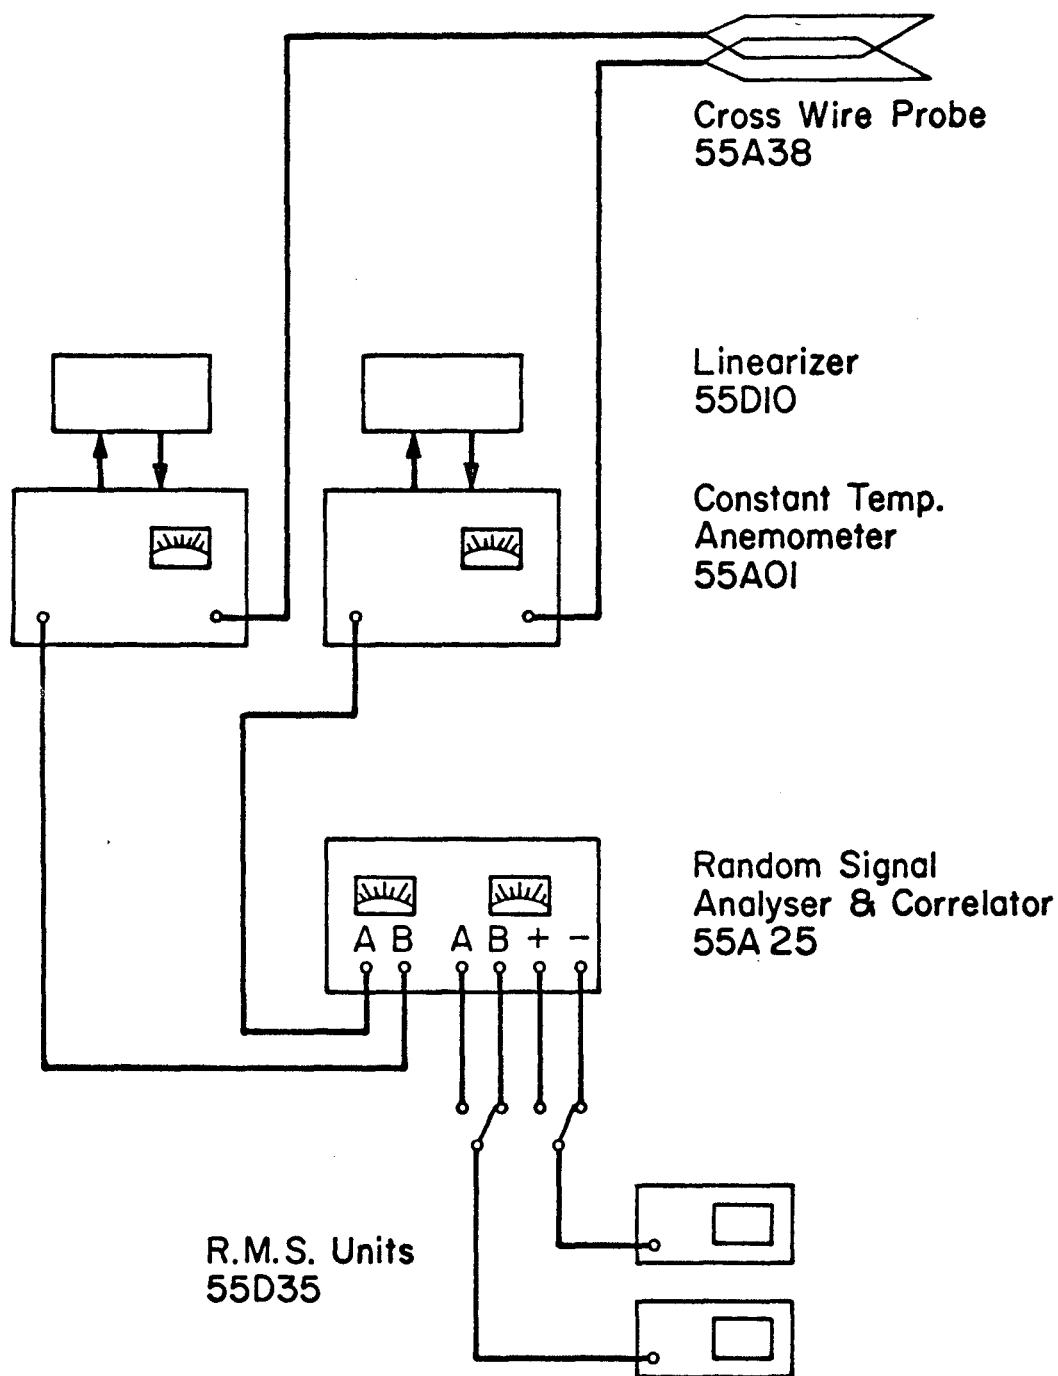 Cross Wire Probe
55A38
Linearizer
55D10
Constant Temp.
Anemometer
55A01
Random Signal
Analyser & Correlator
55A 25
A B A B + -
R.M.S. Units
55D35